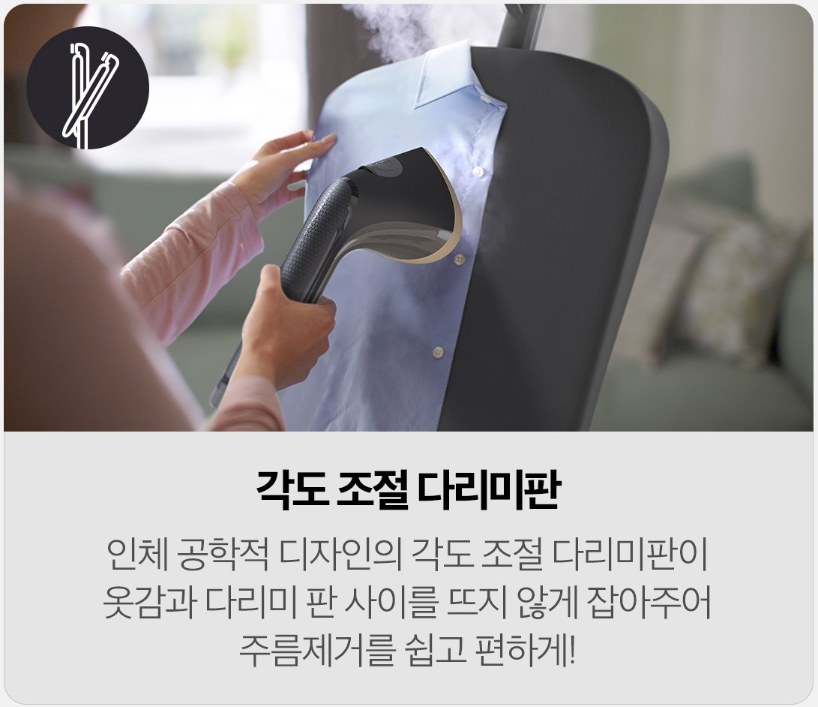 각도 조절 다리미판
인체 공학적 디자인의 각도 조절 다리미판이
옷감과 다리미 판 사이를 뜨지 않게 잡아주어
주름제거를 쉽고 편하게!